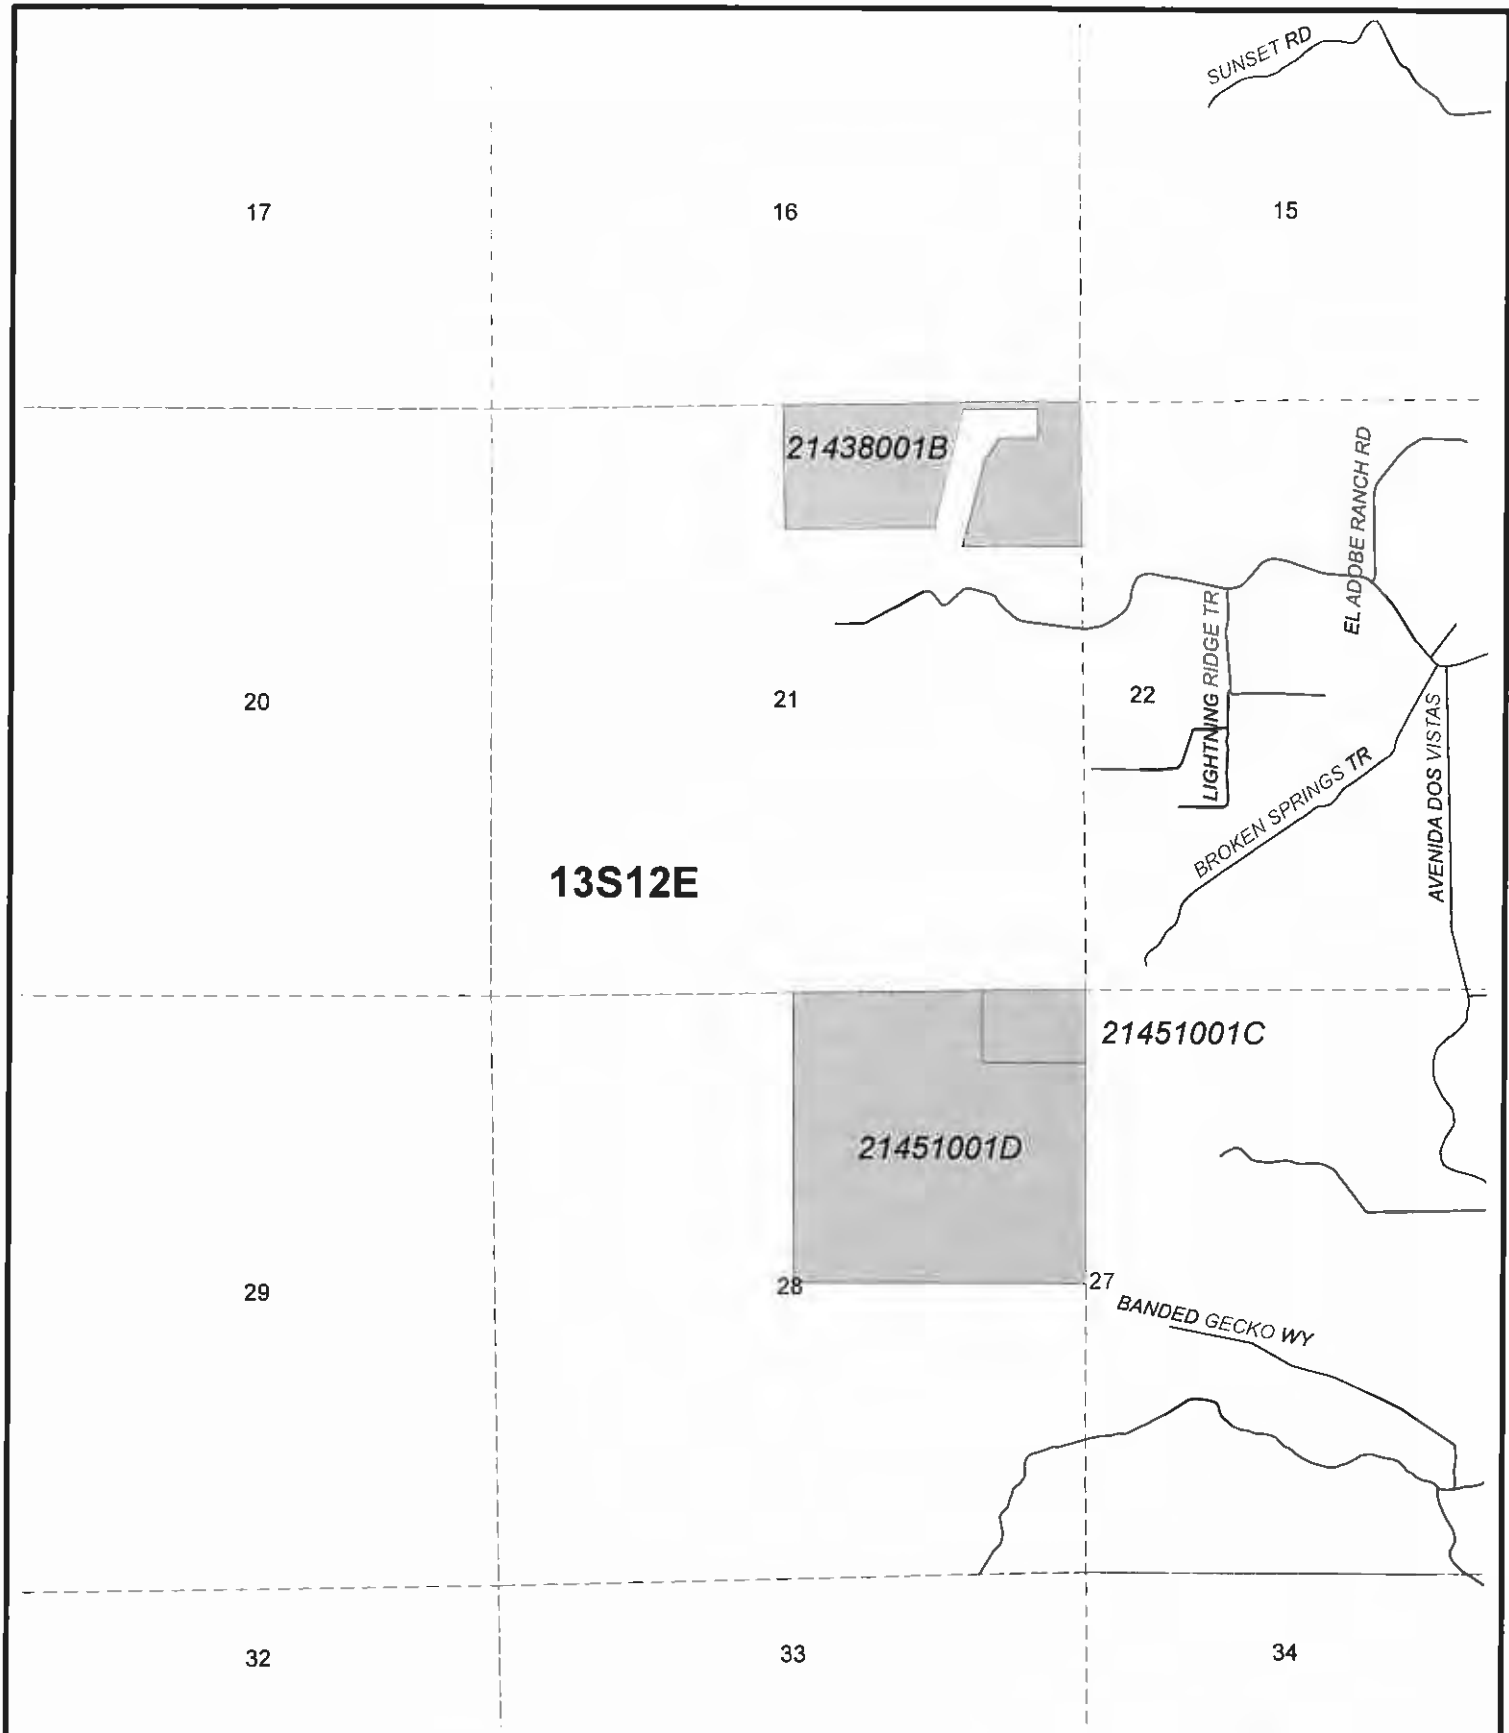 SUNSET RD
17
16
15
21438001B
EL ADOBE RANCH RD
LIGHTNING RIDGE TR
20
21
22
AVENIDA DOS VISTAS
BROKEN SPRINGS TR
13S12E
21451001C
21451001D
29
28
27
BANDED GECKO WY
32
33
34